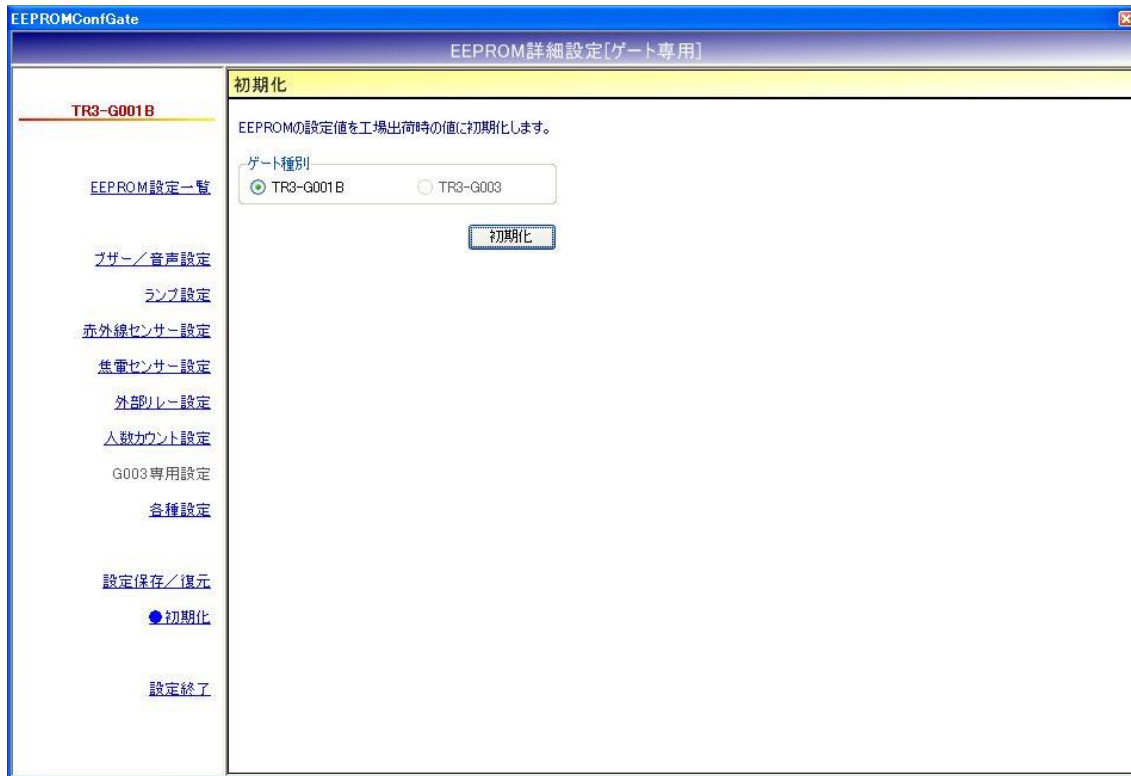 EEPROMConfGate
EEPROM詳細設定[ゲート専用]
TR3-G001B
EEPROM設定一覧
ブザー／音声設定
ランプ設定
赤外線センサー設定
焦電センサー設定
外部リレー設定
人数カウント設定
G003専用設定
各種設定
設定保存／復元
●初期化
設定終了
初期化
EEPROMの設定値を工場出荷時の値に初期化します。
ゲート種別
TR3-G001B TR3-G003
初期化